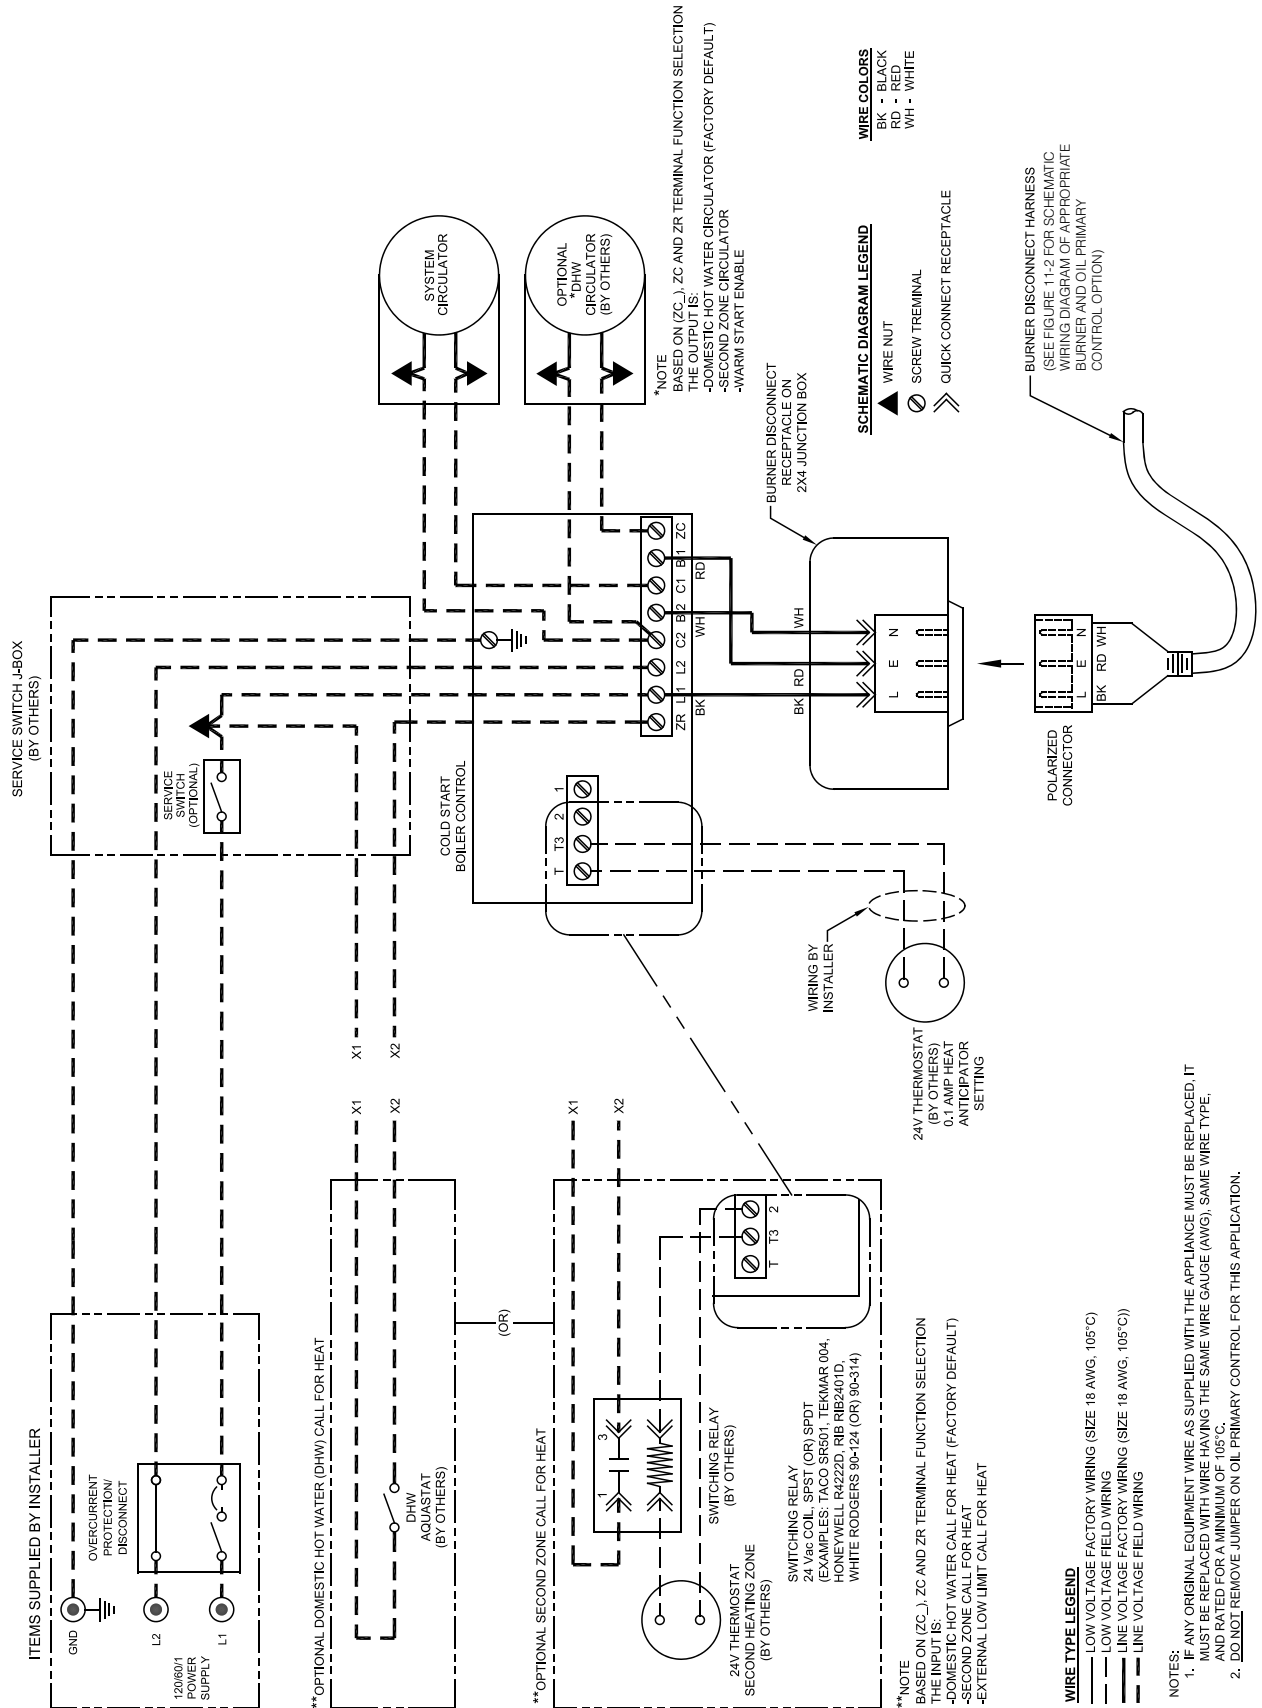 ITEMS SUPPLIED BY INSTALLER
GND
L2
L1
120/60/1
POWER
SUPPLY
OVERCURRENT
PROTECTION/
DISCONNECT
SERVICE SWITCH J-BOX
(BY OTHERS)
SERVICE
SWITCH
(OPTIONAL)
**OPTIONAL DOMESTIC HOT WATER (DHW) CALL FOR HEAT
DHW
AQUASTAT
(BY OTHERS)
X1
X2
X1
X2
(OR)
**OPTIONAL SECOND ZONE CALL FOR HEAT
X1
X2
1
3
SWITCHING RELAY
(BY OTHERS)
24V THERMOSTAT
SECOND HEATING ZONE
(BY OTHERS)
SWITCHING RELAY
24 Vac COIL, SPST (OR) SPDT
(EXAMPLES: TACO SR501, TEKMAR 004,
HONEYWELL R4222D, RIB RIB2401D,
WHITE RODGERS 90-124 (OR) 90-314)
T
T3
2
**NOTE
BASED ON (ZC_), ZC AND ZR TERMINAL FUNCTION SELECTION
THE INPUT IS:
-DOMESTIC HOT WATER CALL FOR HEAT (FACTORY DEFAULT)
-SECOND ZONE CALL FOR HEAT
-EXTERNAL LOW LIMIT CALL FOR HEAT
COLD START
BOILER CONTROL
T
T3
2
1
ZR
L1
L2
C2
B2
C1
B1
ZC
BK
WH
RD
SYSTEM
CIRCULATOR
OPTIONAL
*DHW
CIRCULATOR
(BY OTHERS)
*NOTE
BASED ON (ZC_), ZC AND ZR TERMINAL FUNCTION SELECTION
THE OUTPUT IS:
-DOMESTIC HOT WATER CIRCULATOR (FACTORY DEFAULT)
-SECOND ZONE CIRCULATOR
-WARM START ENABLE
WIRING BY
INSTALLER
24V THERMOSTAT
(BY OTHERS)
0.1 AMP HEAT
ANTICIPATOR
SETTING
BURNER DISCONNECT
RECEPTACLE ON
2X4 JUNCTION BOX
BK
RD
WH
L
E
N
POLARIZED
CONNECTOR
L
E
N
BK
RD
WH
BURNER DISCONNECT HARNESS
(SEE FIGURE 11-2 FOR SCHEMATIC
WIRING DIAGRAM OF APPROPRIATE
BURNER AND OIL PRIMARY
CONTROL OPTION)
SCHEMATIC DIAGRAM LEGEND
WIRE NUT
SCREW TREMINAL
QUICK CONNECT RECEPTACLE
WIRE COLORS
BK - BLACK
RD - RED
WH - WHITE
WIRE TYPE LEGEND
LOW VOLTAGE FACTORY WIRING (SIZE 18 AWG, 105°C)
LOW VOLTAGE FIELD WIRING
LINE VOLTAGE FACTORY WIRING (SIZE 18 AWG, 105°C))
LINE VOLTAGE FIELD WIRING
NOTES:
1. IF ANY ORIGINAL EQUIPMENT WIRE AS SUPPLIED WITH THE APPLIANCE MUST BE REPLACED, IT
MUST BE REPLACED WITH WIRE HAVING THE SAME WIRE GAUGE (AWG), SAME WIRE TYPE,
AND RATED FOR A MINIMUM OF 105°C.
2. DO NOT REMOVE JUMPER ON OIL PRIMARY CONTROL FOR THIS APPLICATION.